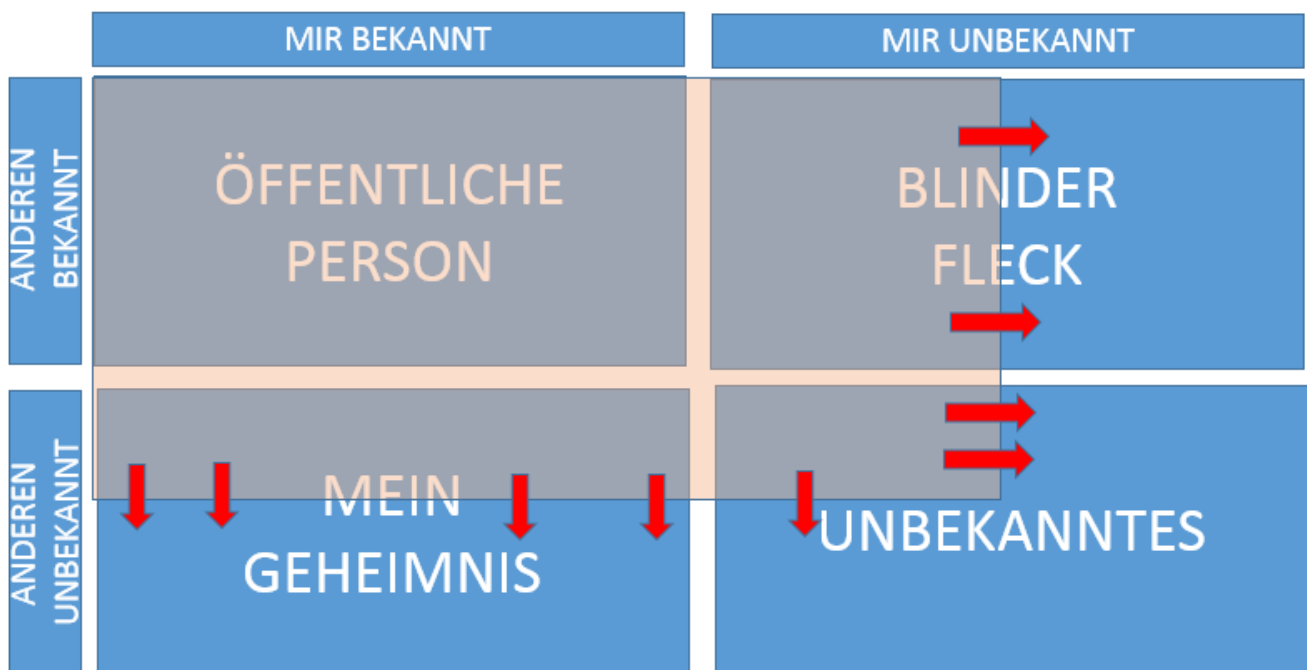 MIR BEKANNT
MIR UNBEKANNT
ANDEREN
BEKANNT
ÖFFENTLICHE
PERSON
BLINDER
FLECK
ANDEREN
UNBEKANNT
MEIN
GEHEIMNIS
UNBEKANNTES